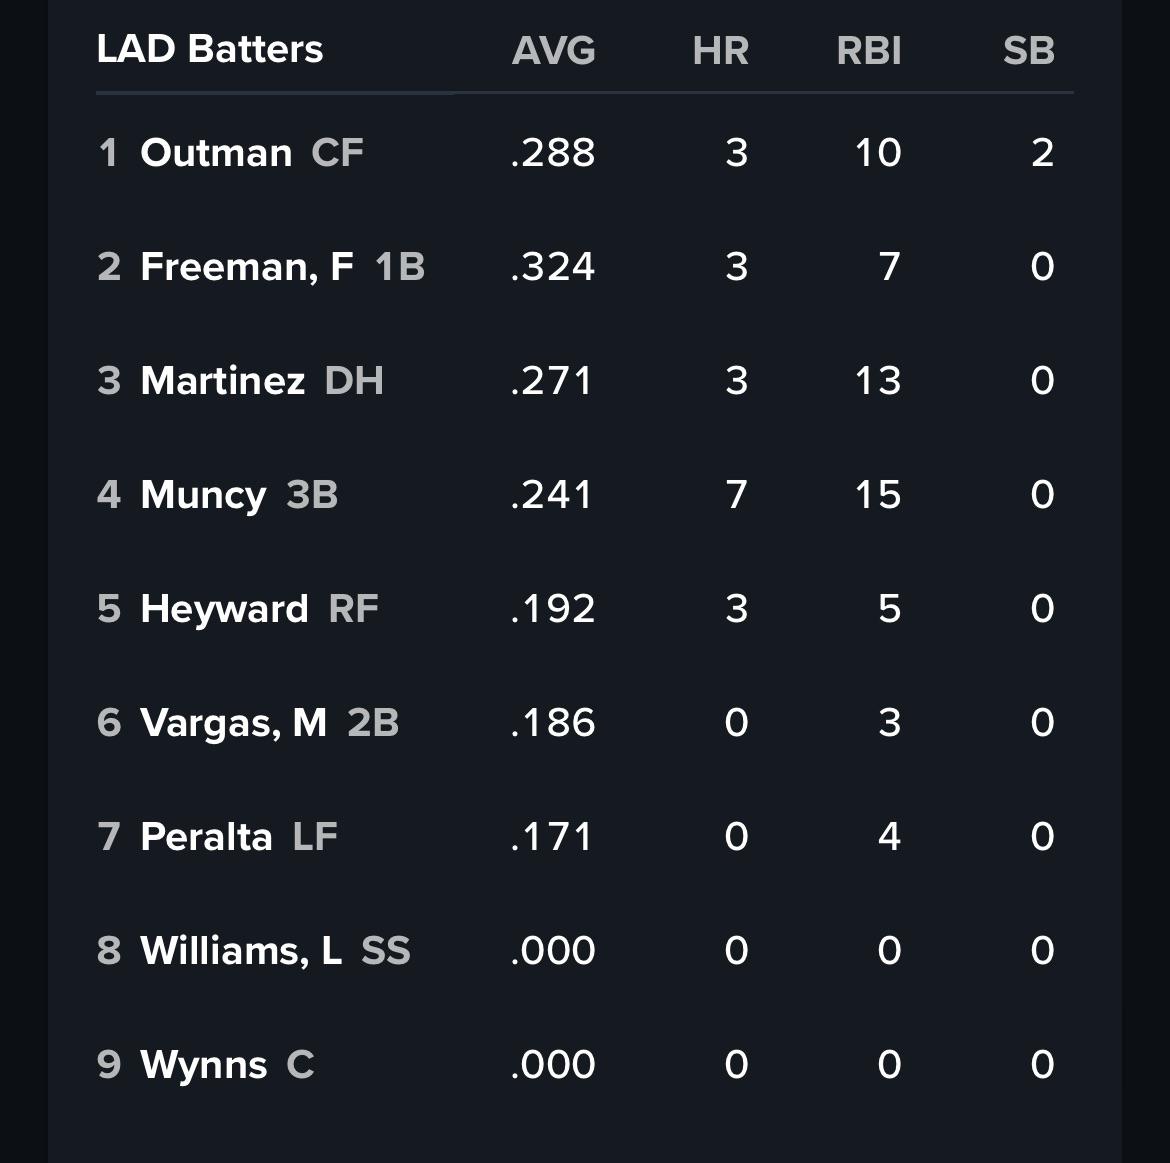 LAD Batters AVG HR RBI SB
1 Outman CF .288 3 10 2
2 Freeman, F 1B .324 3 7 0
3 Martinez DH .271 3 13 0
4 Muncy 3B .241 7 15 0
5 Heyward RF .192 3 5 0
6 Vargas, M 2B .186 0 3 0
7 Peralta LF .171 0 4 0
8 Williams, L SS .000 0 0 0
9 Wynns C .000 0 0 0